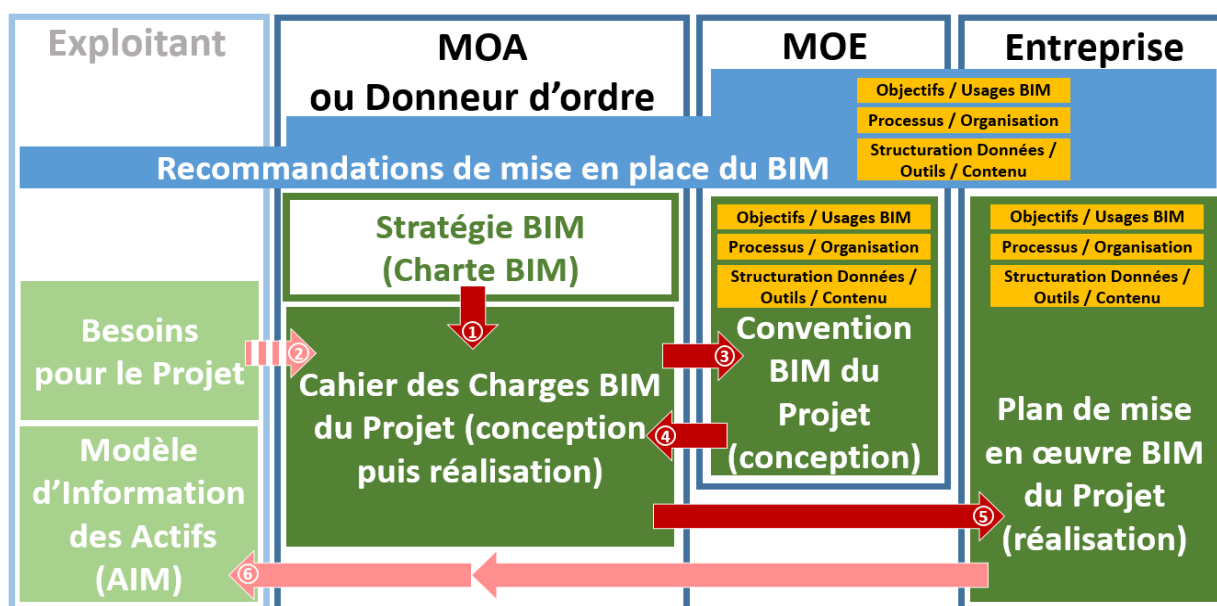 Exploitant
MOA
ou Donneur d’ordre
MOE
Entreprise
Objectifs / Usages BIM
Processus / Organisation
Structuration Données /
Outils / Contenu
Recommandations de mise en place du BIM
Stratégie BIM
(Charte BIM)
①
Besoins
pour le Projet
②
Cahier des Charges BIM
du Projet (conception
puis réalisation)
③
④
Objectifs / Usages BIM
Processus / Organisation
Structuration Données /
Outils / Contenu
Convention
BIM du
Projet
(conception)
Objectifs / Usages BIM
Processus / Organisation
Structuration Données /
Outils / Contenu
Plan de mise
en œuvre BIM
du Projet
(réalisation)
⑤
Modèle
d’Information
des Actifs
(AIM)
⑥